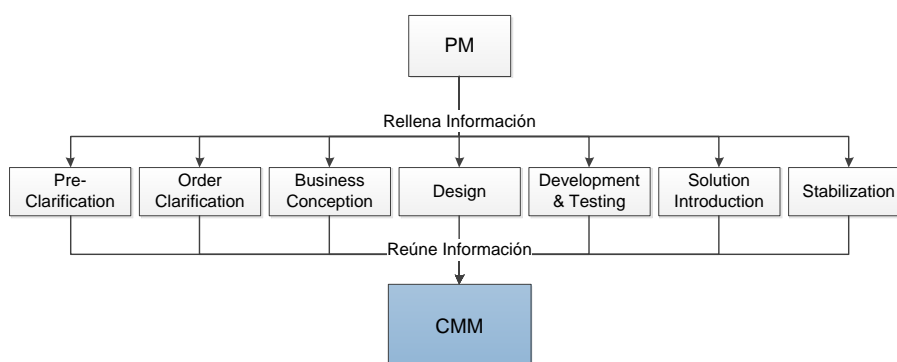 PM
Rellena Información
Pre-
Clarification
Order
Clarification
Business
Conception
Design
Development
& Testing
Solution
Introduction
Stabilization
Reúne Información
CMM